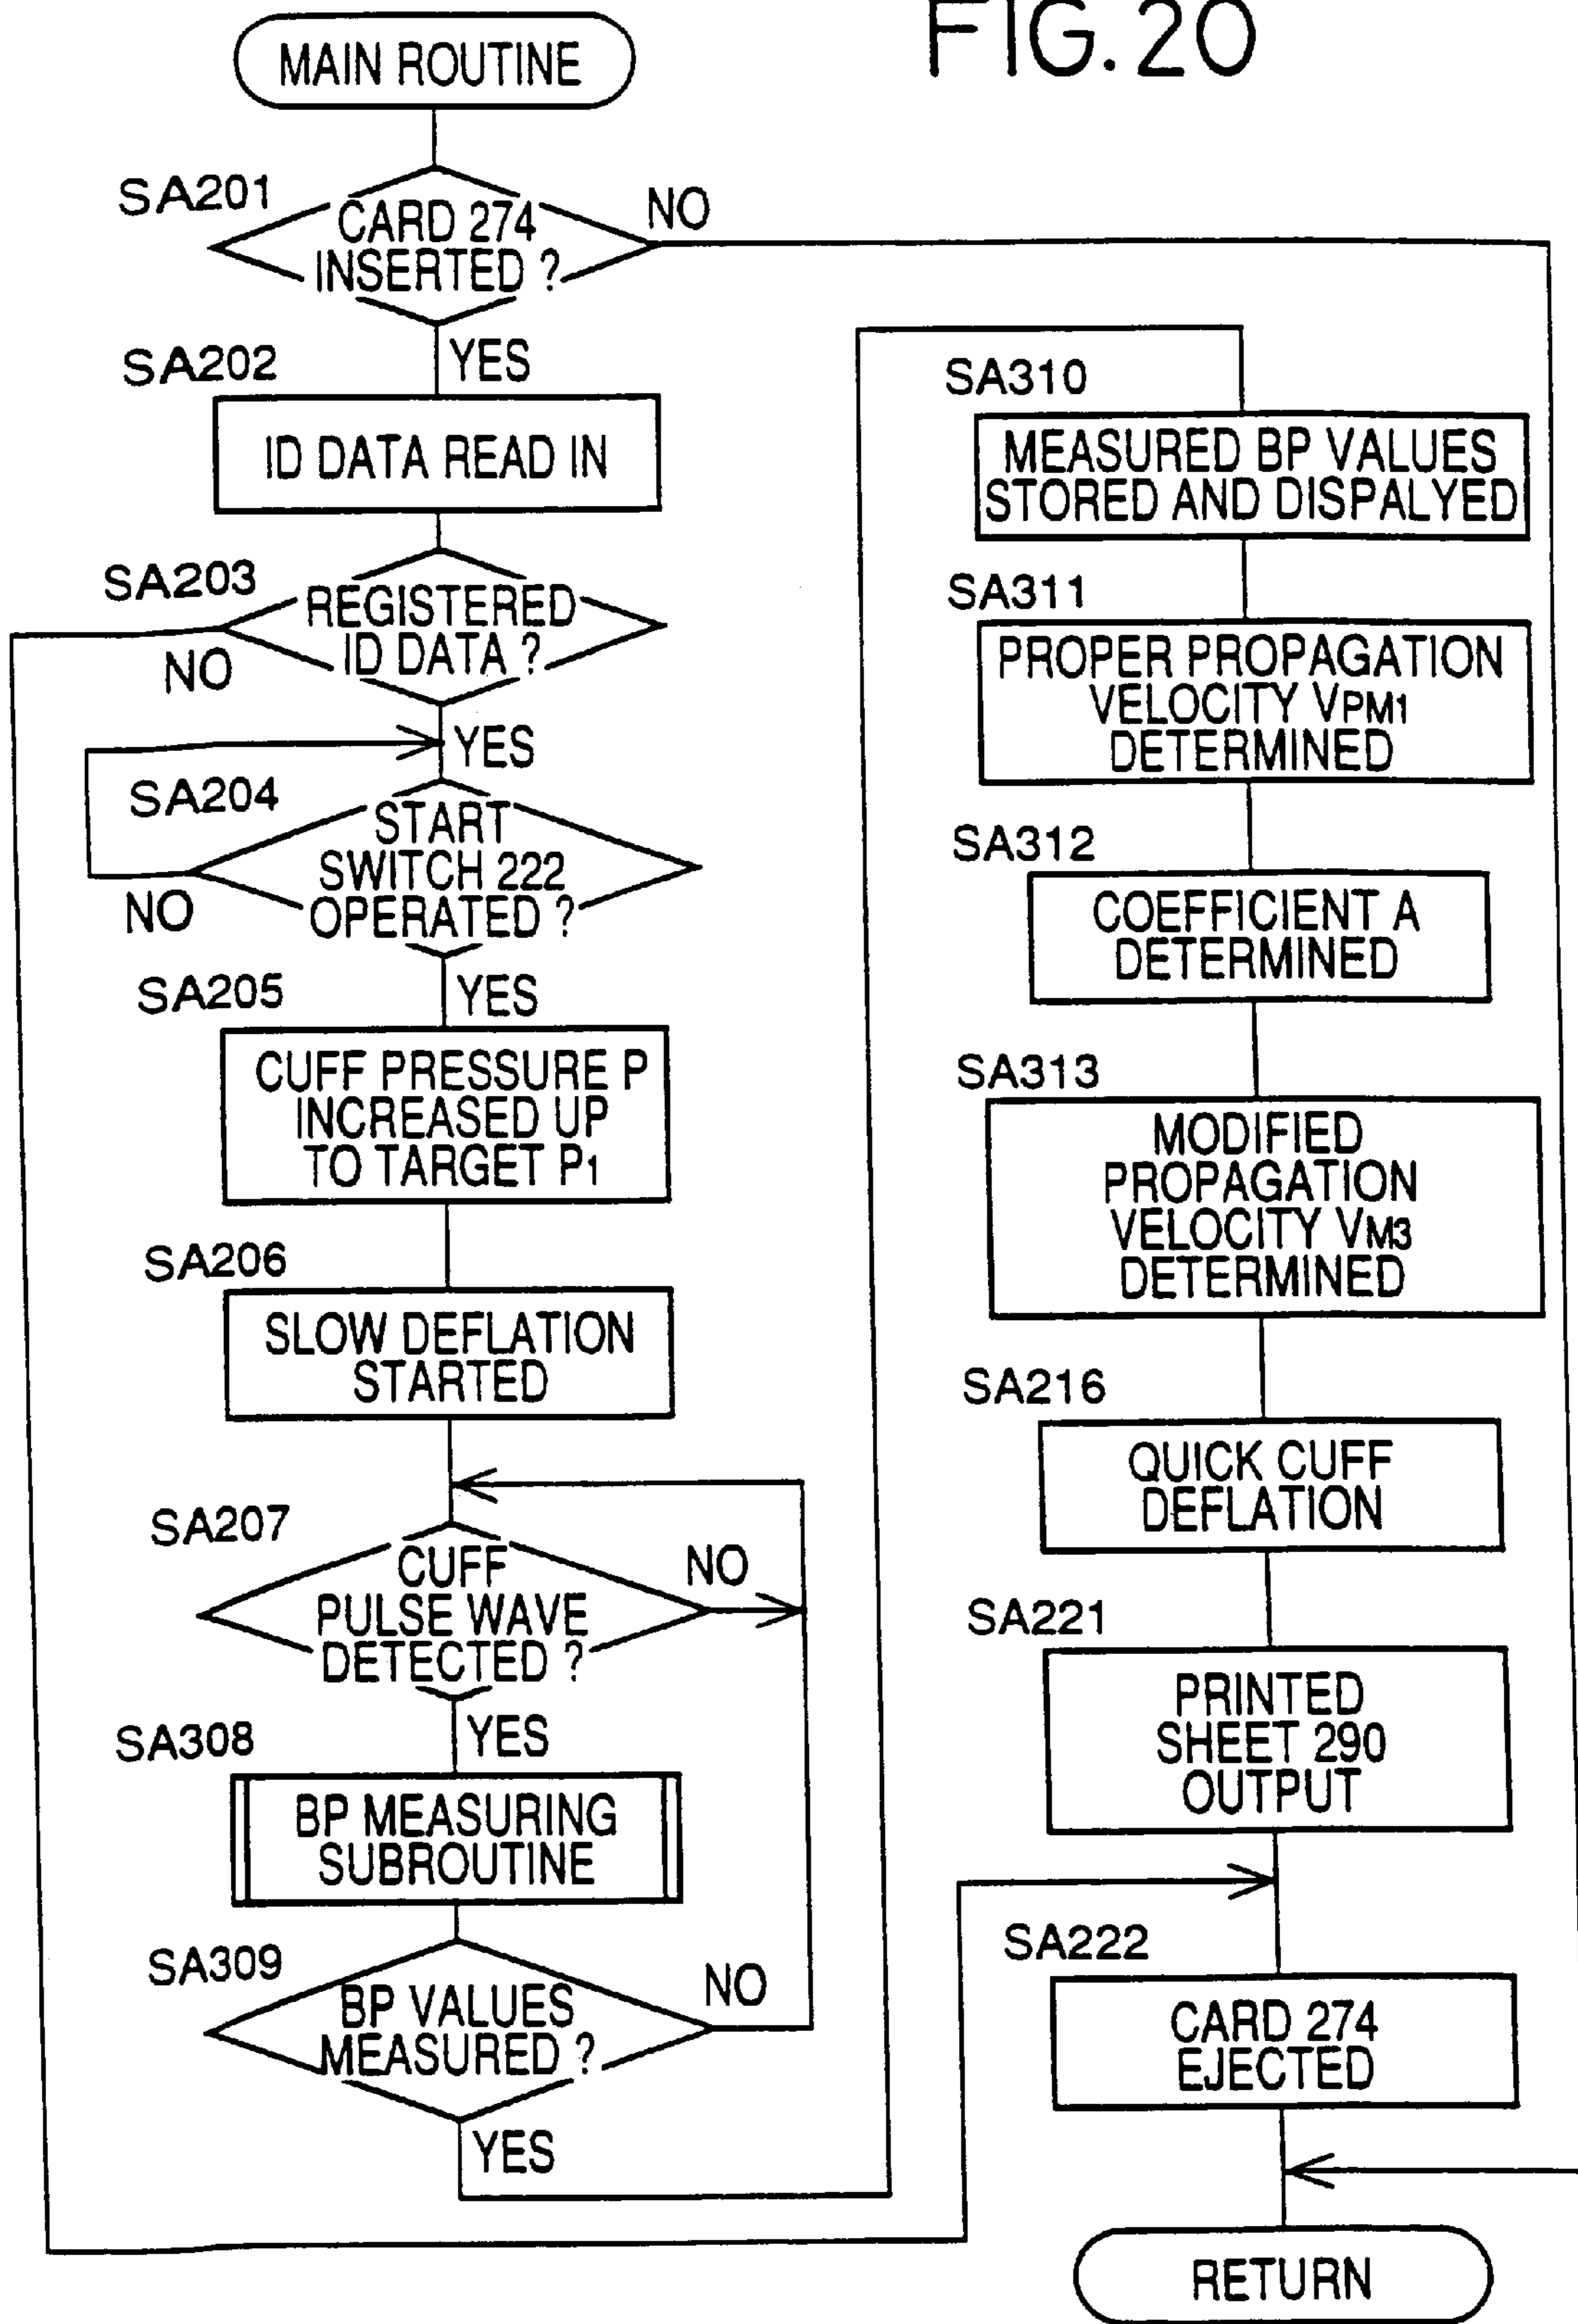 FIG.20
MAIN ROUTINE
SA201
CARD 274
INSERTED ?
NO
YES
SA202
ID DATA READ IN
SA203
REGISTERED
ID DATA ?
NO
YES
SA204
START
SWITCH 222
OPERATED ?
NO
YES
SA205
CUFF PRESSURE P
INCREASED UP
TO TARGET P1
SA206
SLOW DEFLATION
STARTED
SA207
CUFF
PULSE WAVE
DETECTED ?
NO
YES
SA308
BP MEASURING
SUBROUTINE
SA309
BP VALUES
MEASURED ?
NO
YES
SA310
MEASURED BP VALUES
STORED AND DISPALYED
SA311
PROPER PROPAGATION
VELOCITY VPM1
DETERMINED
SA312
COEFFICIENT A
DETERMINED
SA313
MODIFIED
PROPAGATION
VELOCITY VM3
DETERMINED
SA216
QUICK CUFF
DEFLATION
SA221
PRINTED
SHEET 290
OUTPUT
SA222
CARD 274
EJECTED
RETURN